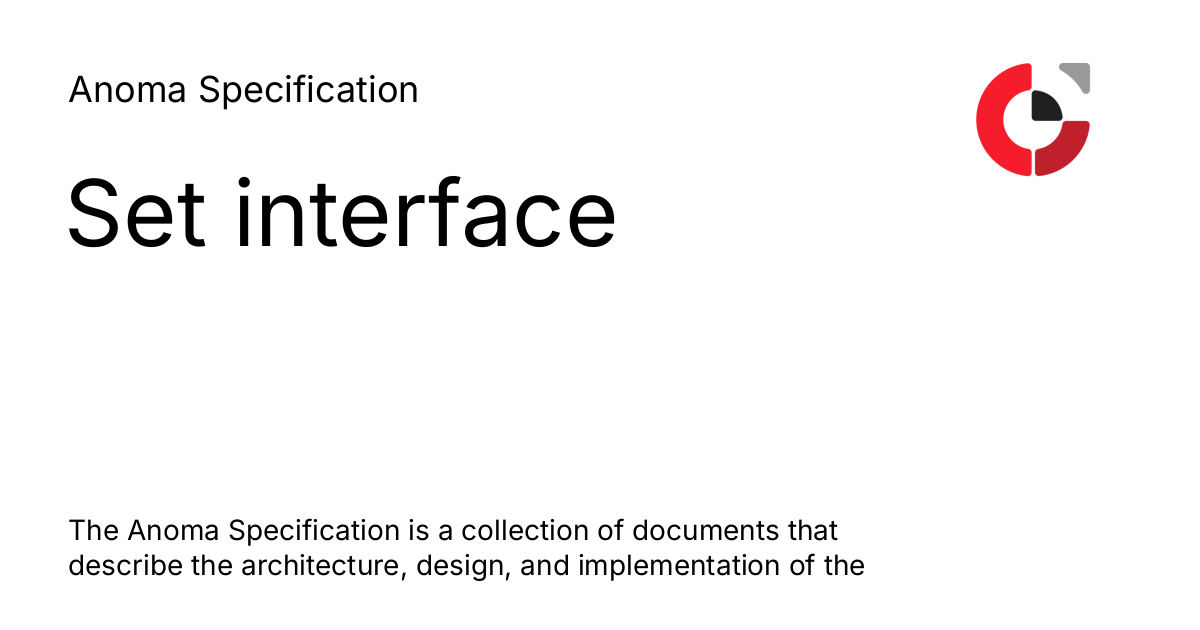 Anoma Specification
Set interface
The Anoma Specification is a collection of documents that
describe the architecture, design, and implementation of the